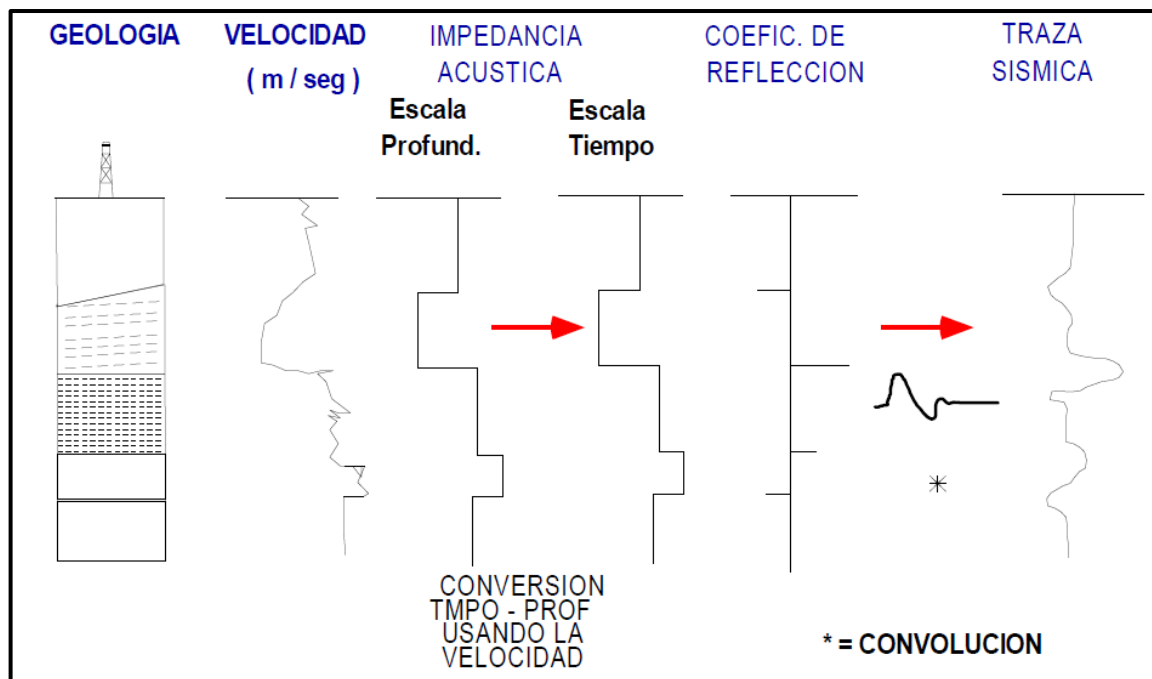 GEOLOGIA
VELOCIDAD
( m / seg )
IMPEDANCIA
ACUSTICA
Escala
Profund.
Escala
Tiempo
COEFIC. DE
REFLECCION
TRAZA
SISMICA
*
CONVERSION
TMPO - PROF
USANDO LA
VELOCIDAD
* = CONVOLUCION